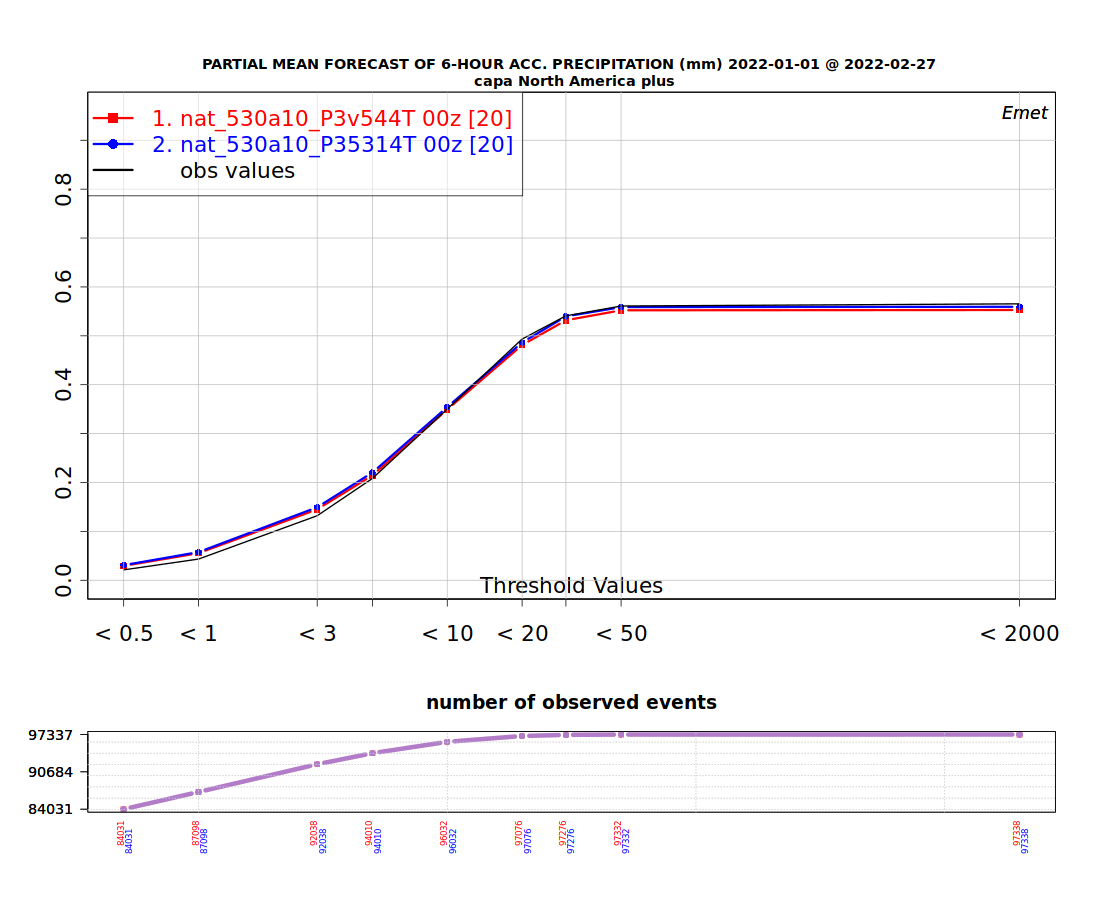 PARTIAL MEAN FORECAST OF 6-HOUR ACC. PRECIPITATION (mm) 2022-01-01 @ 2022-02-27
capa North America plus
Emet
1. nat_530a10_P3v544T 00z [20]
2. nat_530a10_P35314T 00z [20]
obs values
0.8
0.6
0.4
0.2
0.0
Threshold Values
< 0.5 < 1 < 3 < 10 < 20 < 50 < 2000
number of observed events
97337
90684
84031
84031 87098 92038 94010 96032 97076 97276 97332 97338
84031 87098 92038 94010 96032 97076 97276 97332 97338